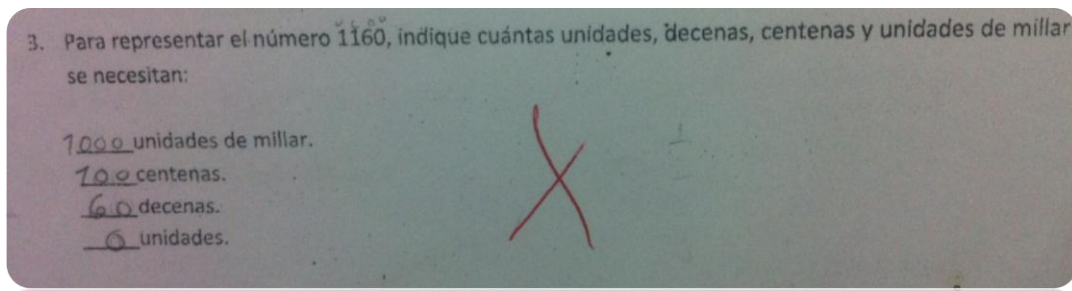 3. Para representar el número 1160, indique cuántas unidades, decenas, centenas y unidades de millar
se necesitan:
1000 unidades de millar.
100 centenas.
60 decenas.
0 unidades.